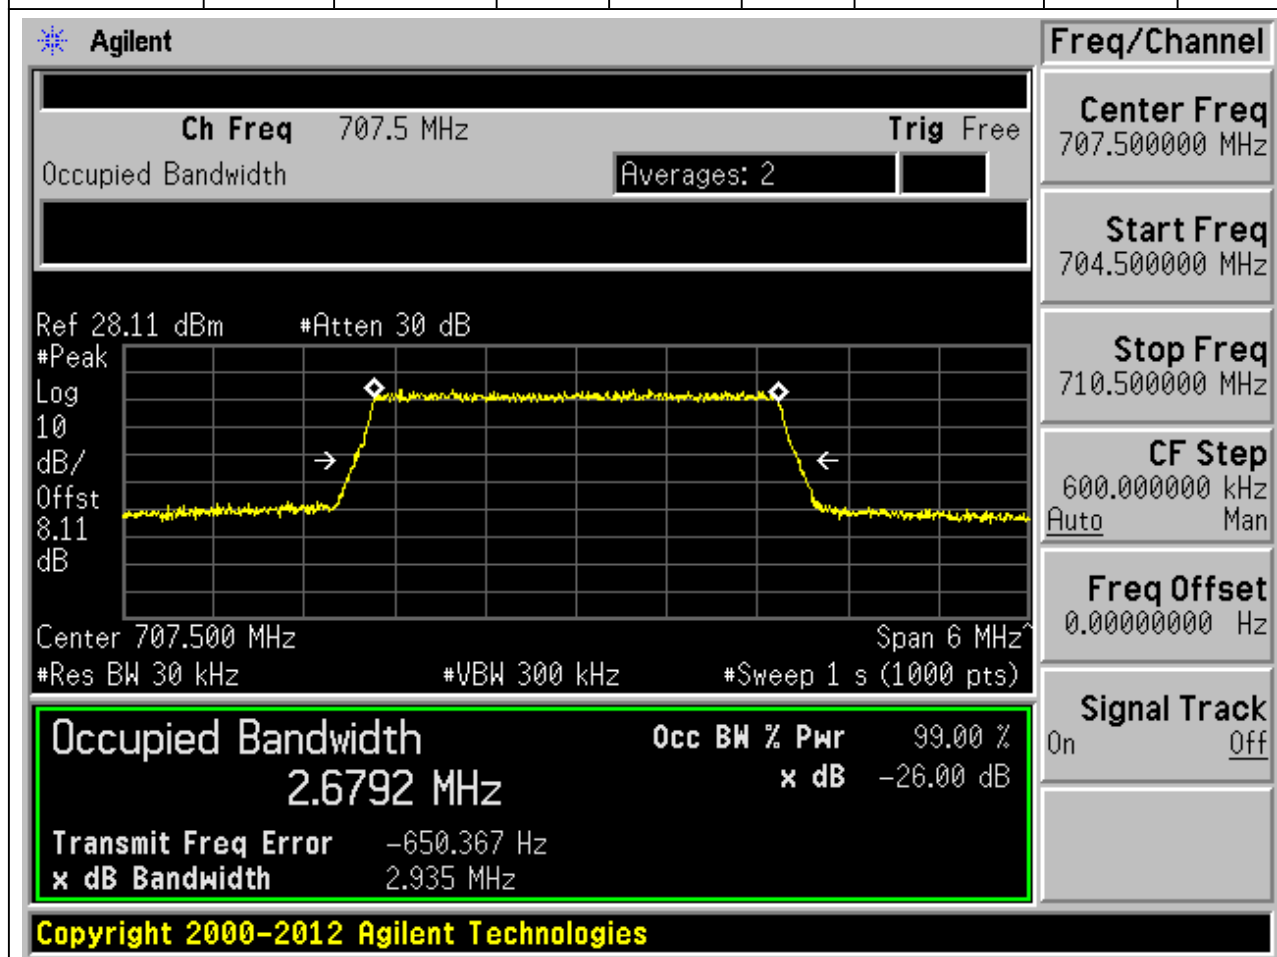 Agilent
Freq/Channel
Ch Freq 707.5 MHz Trig Free
Occupied Bandwidth Averages: 2
Ref 28.11 dBm #Atten 30 dB
#Peak
Log
10
dB/
Offst
8.11
dB
Center 707.500 MHz Span 6 MHz^
#Res BW 30 kHz #VBW 300 kHz #Sweep 1 s (1000 pts)
Occupied Bandwidth
2.6792 MHz
Occ BW % Pwr 99.00 %
x dB -26.00 dB
Transmit Freq Error -650.367 Hz
x dB Bandwidth 2.935 MHz
Copyright 2000-2012 Agilent Technologies
Center Freq
707.500000 MHz
Start Freq
704.500000 MHz
Stop Freq
710.500000 MHz
CF Step
600.000000 kHz
Auto Man
Freq Offset
0.00000000 Hz
Signal Track
On Off